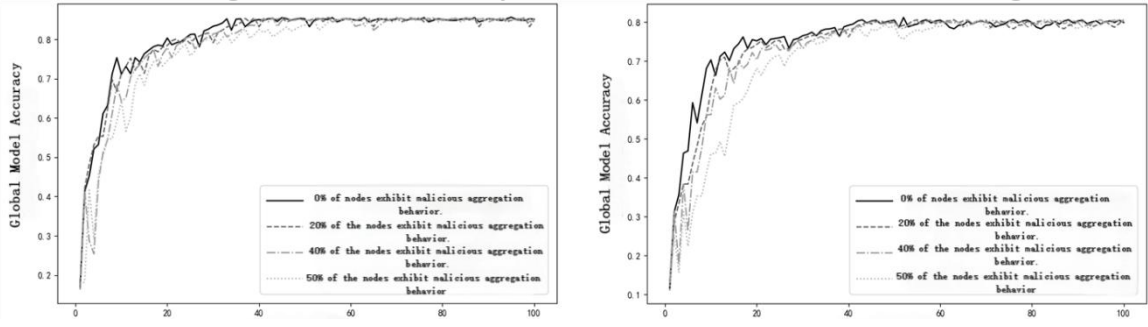 Global Model Accuracy
0.8
0.7
0.6
0.5
0.4
0.3
0.2
0
20
40
60
80
100
0% of nodes exhibit malicious aggregation
behavior.
20% of the nodes exhibit malicious aggregation
behavior.
40% of the nodes exhibit malicious aggregation
behavior.
50% of the nodes exhibit malicious aggregation
behavior
Global Model Accuracy
0.8
0.7
0.6
0.5
0.4
0.3
0.2
0.1
0
20
40
60
80
100
0% of nodes exhibit malicious aggregation
behavior.
20% of the nodes exhibit malicious aggregation
behavior.
40% of the nodes exhibit malicious aggregation
behavior.
50% of the nodes exhibit malicious aggregation
behavior